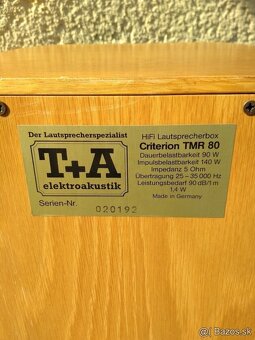 Der Lautsprecherspezialist
T+A
elektroakustik
Serien-Nr.
020192
HiFi Lautsprecherbox
Criterion TMR 80
Dauerbelastbarkeit 90 W
Impulsbelastbarkeit 140 W
Impedanz 5 Ohm
Übertragung 25 – 35 000 Hz
Leistungsbedarf 90 dB/1 m
1,4 W
Made in Germany
© bazos.sk